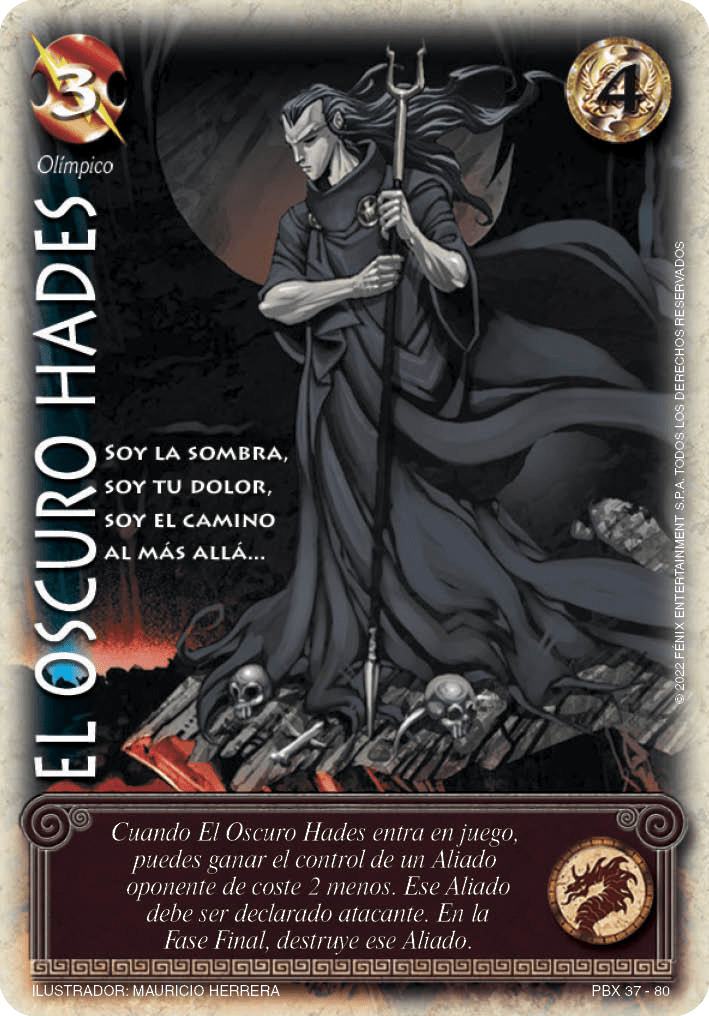 3
4
Olímpico
EL OSCURO HADES
SOY LA SOMBRA,
SOY TU DOLOR,
SOY EL CAMINO
AL MÁS ALLÁ...
© 2022 FÉNIX ENTERTAINMENT S.P.A. TODOS LOS DERECHOS RESERVADOS
Cuando El Oscuro Hades entra en juego,
puedes ganar el control de un Aliado
oponente de coste 2 menos. Ese Aliado
debe ser declarado atacante. En la
Fase Final, destruye ese Aliado.
ILUSTRADOR: MAURICIO HERRERA
PBX 37 - 80